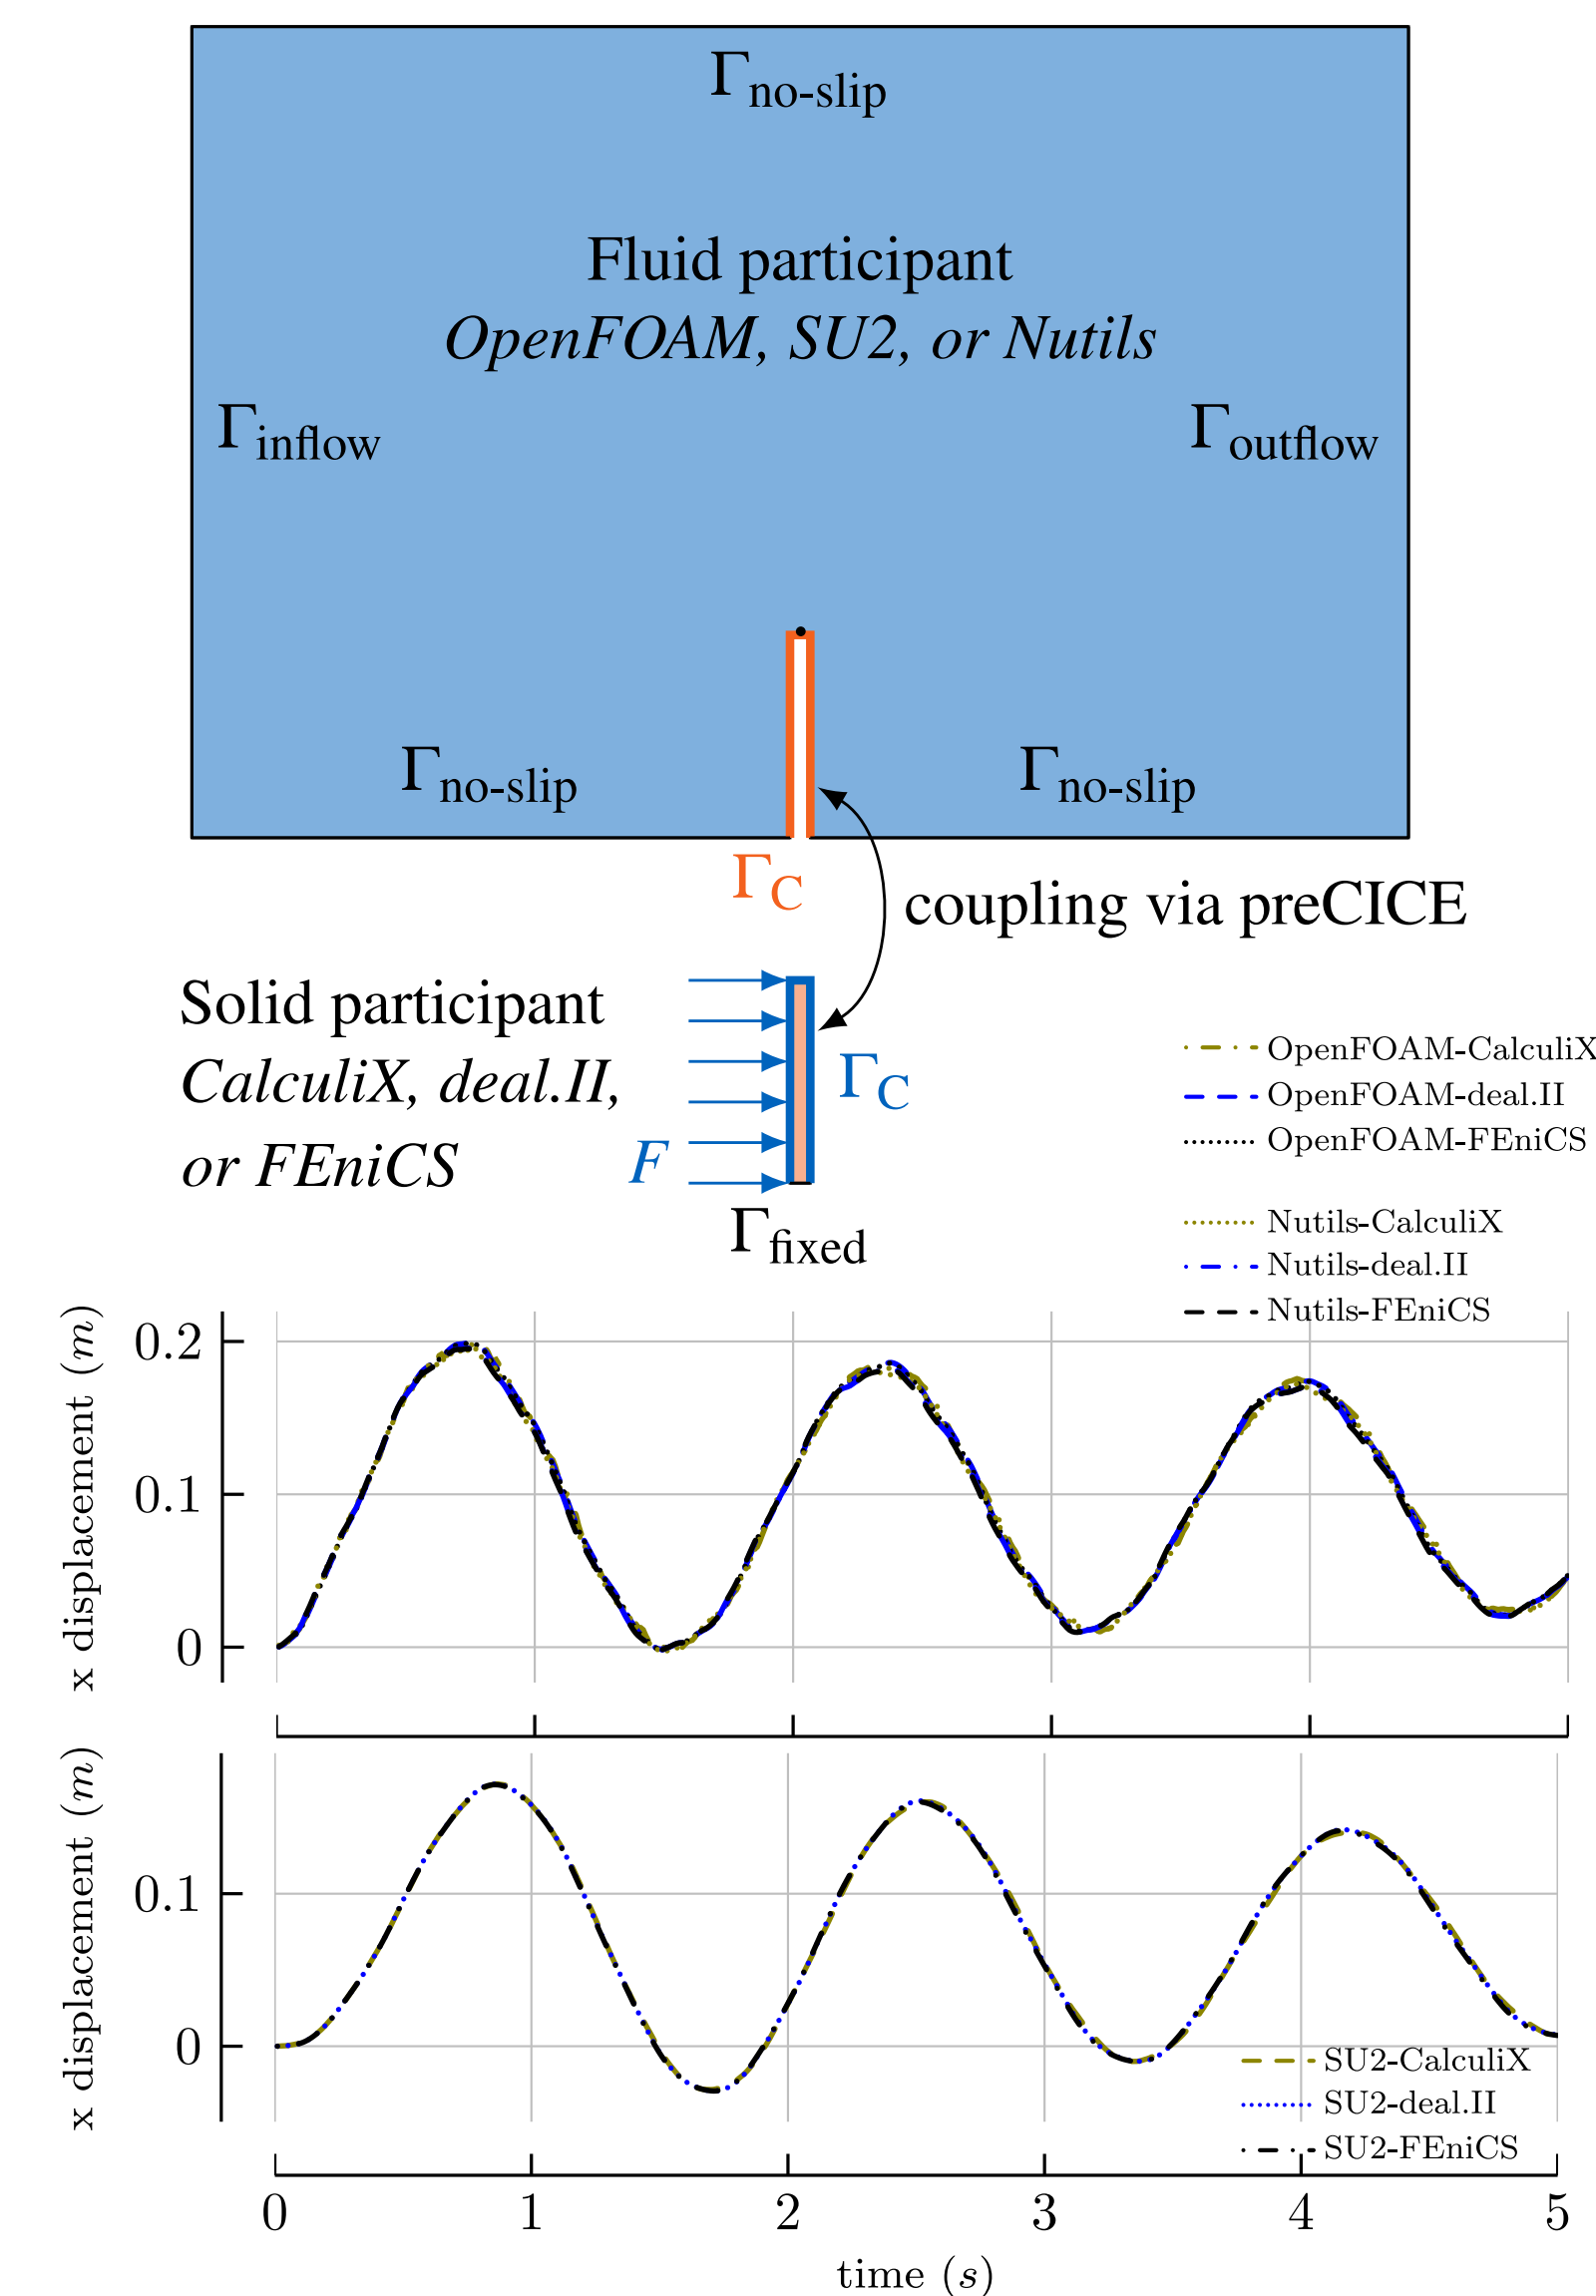 Γno-slip
Fluid participant
OpenFOAM, SU2, or Nutils
Γinflow
Γoutflow
Γno-slip
Γno-slip
ΓC
coupling via preCICE
Solid participant
CalculiX, deal.II,
or FEniCS
F
ΓC
Γfixed
OpenFOAM-CalculiX
OpenFOAM-deal.II
OpenFOAM-FEniCS
Nutils-CalculiX
Nutils-deal.II
Nutils-FEniCS
x displacement (m)
0.2
0.1
0
x displacement (m)
0.1
0
SU2-CalculiX
SU2-deal.II
SU2-FEniCS
0 1 2 3 4 5
time (s)